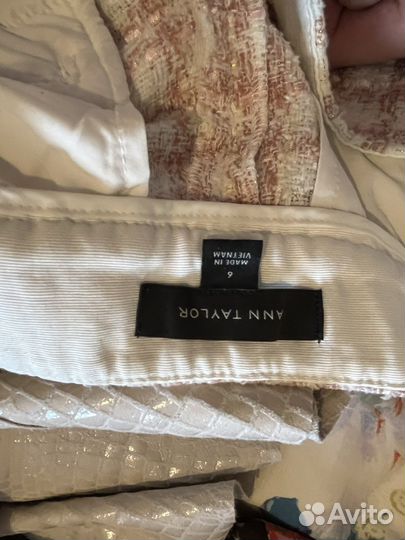 ANN TAYLOR
6
MADE IN
VIETNAM
Avito